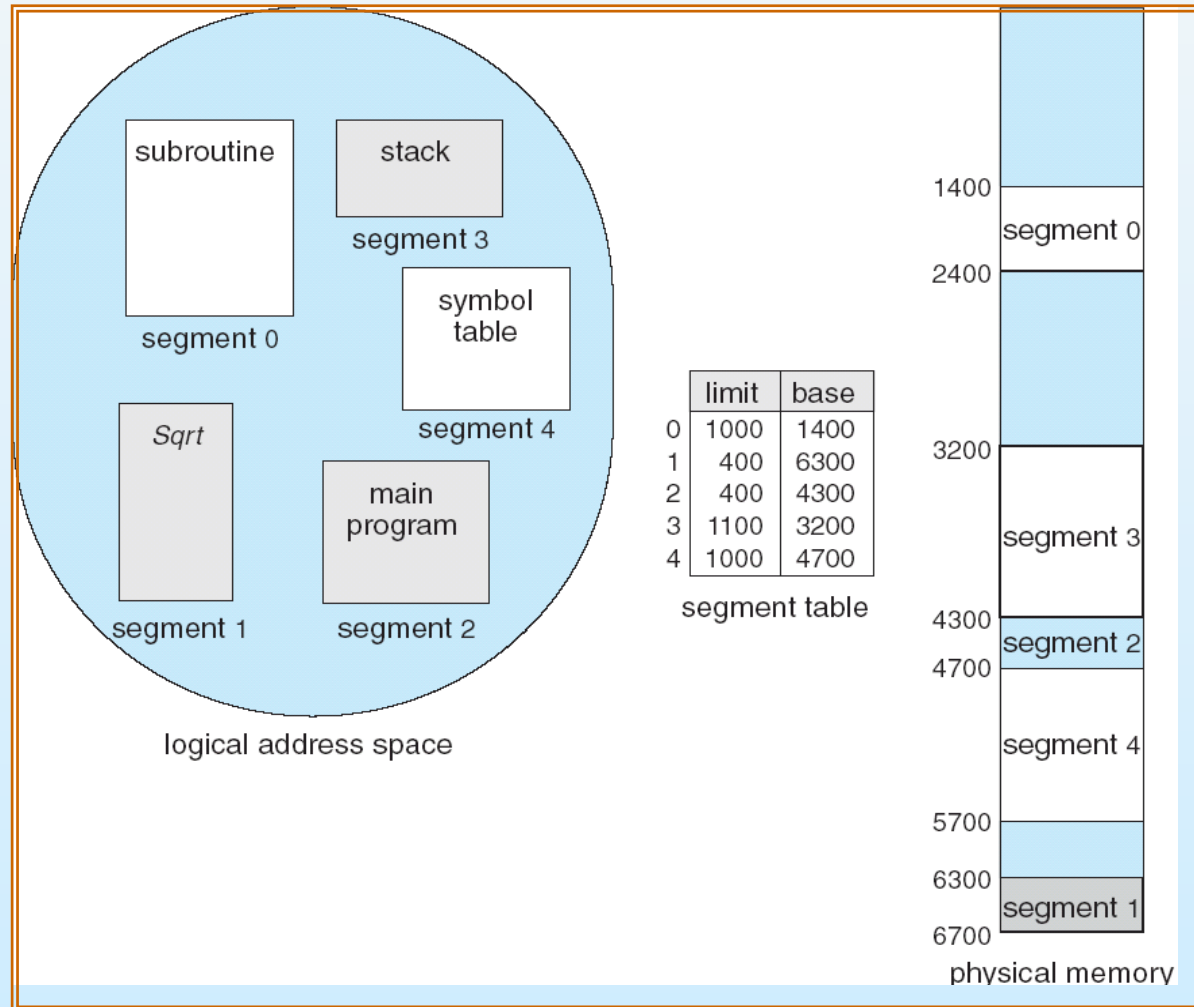 subroutine
segment 0
stack
segment 3
symbol
table
segment 4
Sqrt
segment 1
main
program
segment 2
logical address space
limit base
0 1000 1400
1 400 6300
2 400 4300
3 1100 3200
4 1000 4700
segment table
1400
segment 0
2400
3200
segment 3
4300
segment 2
4700
segment 4
5700
6300
segment 1
6700
physical memory